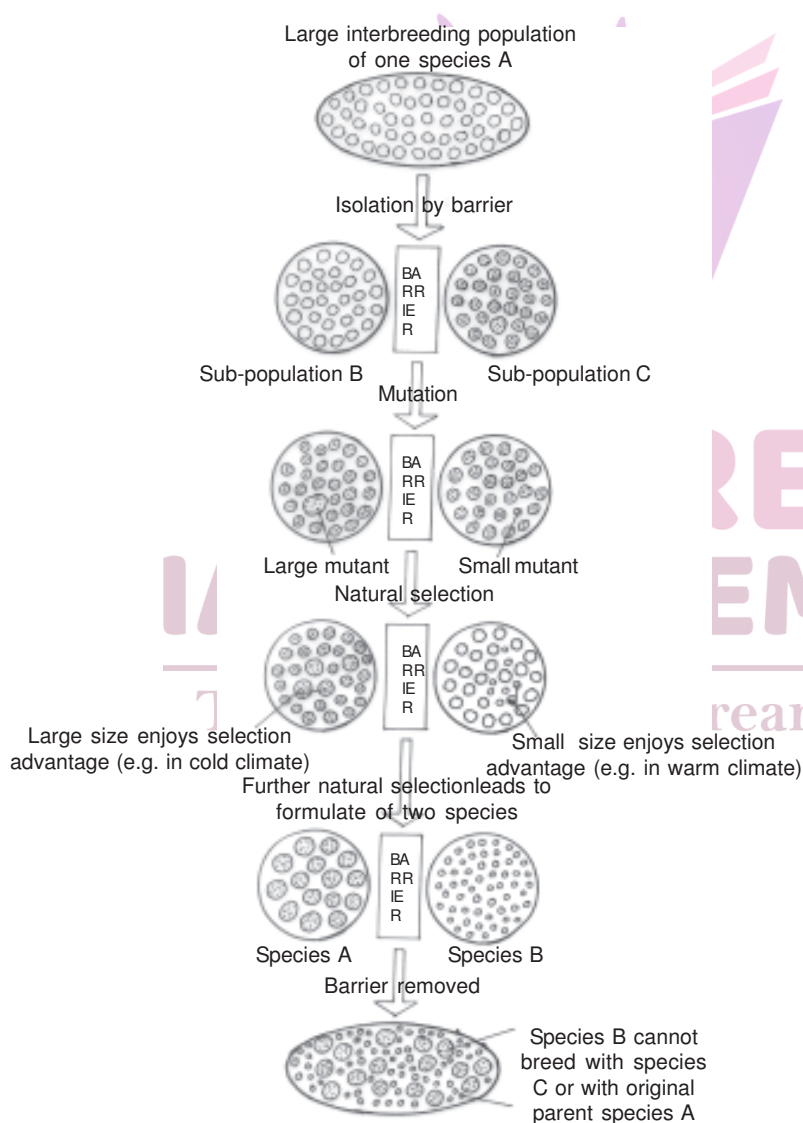 Large interbreeding population
of one species A
Isolation by barrier
BA
RR
IE
R
Sub-population B
Sub-population C
Mutation
BA
RR
IE
R
Large mutant
Small mutant
Natural selection
BA
RR
IE
R
Large size enjoys selection
advantage (e.g. in cold climate)
Small size enjoys selection
advantage (e.g. in warm climate)
Further natural selectionleads to
formulate of two species
BA
RR
IE
R
Species A
Species B
Barrier removed
Species B cannot
breed with species
C or with original
parent species A